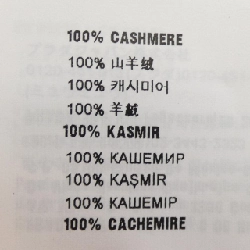 100% CASHMERE
100% 山羊绒
100% 캐시미어
100% 羊絨
100% KASMIR
100% КАШЕМИР
100% KAŞMİR
100% КАШЕМІР
100% CACHEMIRE